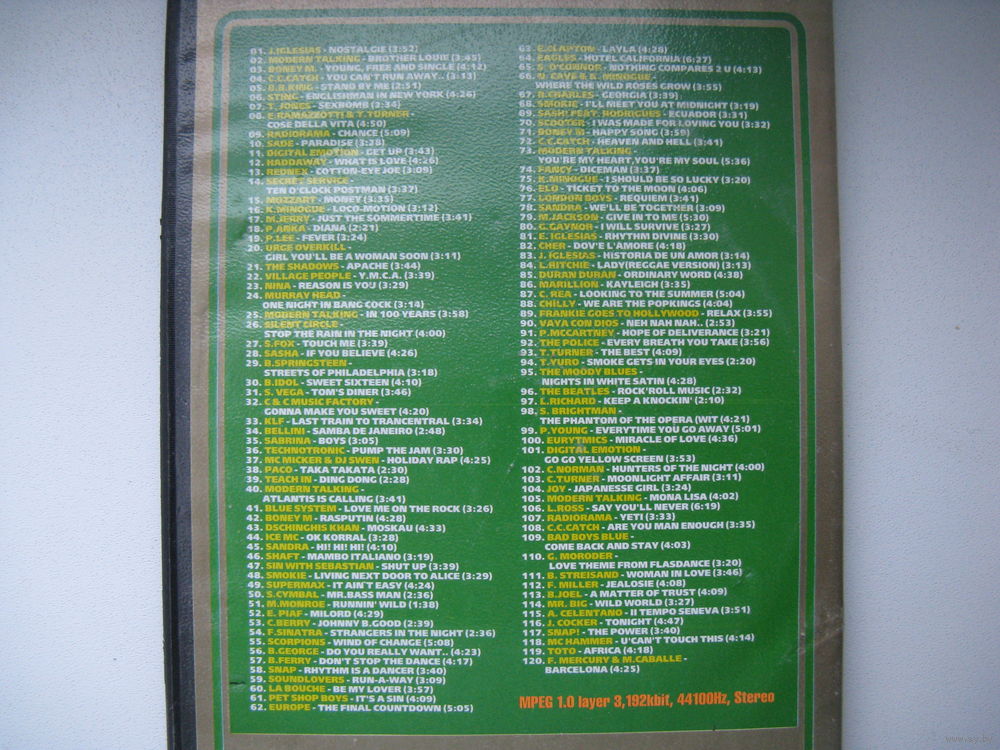 01. J.IGLESIAS - NOSTALGIE (3:52)
02. MODERN TALKING - BROTHER LOUIE (3:45)
03. BONEY M. - YOUNG, FREE AND SINGLE (4:12)
04. C.C.CATCH - YOU CAN'T RUN AWAY.. (3:13)
05. B.B.KING - STAND BY ME (2:51)
06. STING - ENGLISHMAN IN NEW YORK (4:26)
07. T. JONES - SEXBOMB (3:34)
08. E.RAMAZZOTTI & T.TURNER -
COSE DELLA VITA (4:50)
09. RADIORAMA - CHANCE (5:09)
10. SADE - PARADISE (3:28)
11. DIGITAL EMOTION - GET UP (3:43)
12. HADDAWAY - WHAT IS LOVE (4:26)
13. REDNEX - COTTON-EYE JOE (3:09)
14. SECRET SERVICE -
TEN O'CLOCK POSTMAN (3:37)
15. MOZZART - MONEY (3:35)
16. K.MINOGUE - LOCO-MOTION (3:12)
17. M.JERRY - JUST THE SOMMERTIME (3:41)
18. P.ANKA - DIANA (2:21)
19. P.LEE - FEVER (3:24)
20. URGE OVERKILL -
GIRL YOU'LL BE A WOMAN SOON (3:11)
21. THE SHADOWS - APACHE (3:44)
22. VILLAGE PEOPLE - Y.M.C.A. (3:39)
23. NINA - REASON IS YOU (3:29)
24. MURRAY HEAD -
ONE NIGHT IN BANG COCK (3:14)
25. MODERN TALKING - IN 100 YEARS (3:58)
26. SILENT CIRCLE -
STOP THE RAIN IN THE NIGHT (4:00)
27. S.FOX - TOUCH ME (3:39)
28. SASHA - IF YOU BELIEVE (4:26)
29. B.SPRINGSTEEN -
STREETS OF PHILADELPHIA (3:18)
30. B.IDOL - SWEET SIXTEEN (4:10)
31. S. VEGA - TOM'S DINER (3:46)
32. C & C MUSIC FACTORY -
GONNA MAKE YOU SWEET (4:20)
33. KLF - LAST TRAIN TO TRANCENTRAL (3:34)
34. BELLINI - SAMBA DE JANEIRO (2:48)
35. SABRINA - BOYS (3:05)
36. TECHNOTRONIC - PUMP THE JAM (3:30)
37. MC MICKER & DJ SWEN - HOLIDAY RAP (4:25)
38. PACO - TAKA TAKATA (2:30)
39. TEACH IN - DING DONG (2:28)
40. MODERN TALKING -
ATLANTIS IS CALLING (3:41)
41. BLUE SYSTEM - LOVE ME ON THE ROCK (3:26)
42. BONEY M - RASPUTIN (4:28)
43. DSCHINGHIS KHAN - MOSKAU (4:33)
44. ICE MC - OK KORRAL (3:28)
45. SANDRA - HI! HI! HI! (4:10)
46. SHAFT - MAMBO ITALIANO (3:19)
47. SIN WITH SEBASTIAN - SHUT UP (3:39)
48. SMOKIE - LIVING NEXT DOOR TO ALICE (3:29)
49. SUPERMAX - IT AIN'T EASY (4:24)
50. S.CYMBAL - MR.BASS MAN (2:36)
51. M.MONROE - RUNNIN' WILD (1:38)
52. E. PIAF - MILORD (4:29)
53. C.BERRY - JOHNNY B.GOOD (2:39)
54. F.SINATRA - STRANGERS IN THE NIGHT (2:36)
55. SCORPIONS - WIND OF CHANGE (5:08)
56. B.GEORGE - DO YOU REALLY WANT.. (4:23)
57. B.FERRY - DON'T STOP THE DANCE (4:17)
58. SNAP - RHYTHM IS A DANCER (3:40)
59. SOUNDLOVERS - RUN-A-WAY (3:09)
60. LA BOUCHE - BE MY LOVER (3:57)
61. PET SHOP BOYS - IT'S A SIN (4:09)
62. EUROPE - THE FINAL COUNTDOWN (5:05)
63. E.CLAPTON - LAYLA (4:28)
64. EAGLES - HOTEL CALIFORNIA (6:27)
65. S. O'CONNOR - NOTHING COMPARES 2 U (4:13)
66. N. CAVE & K. MINOGUE -
WHERE THE WILD ROSES GROW (3:55)
67. R.CHARLES - GEORGIA (3:39)
68. SMOKIE - I'LL MEET YOU AT MIDNIGHT (3:19)
69. SASH! FEAT. RODRIGUES - ECUADOR (3:31)
70. SCOOTER - I WAS MADE FOR LOVING YOU (3:32)
71. BONEY M - HAPPY SONG (3:59)
72. C.C.CATCH - HEAVEN AND HELL (3:41)
73. MODERN TALKING -
YOU'RE MY HEART,YOU'RE MY SOUL (5:36)
74. FANCY - DICEMAN (3:37)
75. K.MINOGUE - I SHOULD BE SO LUCKY (3:20)
76. ELO - TICKET TO THE MOON (4:06)
77. LONDON BOYS - REQUIEM (3:41)
78. SANDRA - WE'LL BE TOGETHER (3:09)
79. M.JACKSON - GIVE IN TO ME (5:30)
80. G.GAYNOR - I WILL SURVIVE (3:27)
81. E. IGLESIAS - RHYTHM DIVINE (3:30)
82. CHER - DOV'E L'AMORE (4:18)
83. J. IGLESIAS - HISTORIA DE UN AMOR (3:14)
84. L.RITCHIE - LADY(REGGAE VERSION) (3:13)
85. DURAN DURAN - ORDINARY WORD (4:38)
86. MARILLION - KAYLEIGH (3:35)
87. C. REA - LOOKING TO THE SUMMER (5:04)
88. CHILLY - WE ARE THE POPKINGS (4:04)
89. FRANKIE GOES TO HOLLYWOOD - RELAX (3:55)
90. VAYA CON DIOS - NEH NAH NAH.. (2:53)
91. P.MCCARTNEY - HOPE OF DELIVERANCE (3:21)
92. THE POLICE - EVERY BREATH YOU TAKE (3:56)
93. T.TURNER - THE BEST (4:09)
94. T.YURO - SMOKE GETS IN YOUR EYES (2:20)
95. THE MOODY BLUES -
NIGHTS IN WHITE SATIN (4:28)
96. THE BEATLES - ROCK'ROLL MUSIC (2:32)
97. L.RICHARD - KEEP A KNOCKIN' (2:10)
98. S. BRIGHTMAN -
THE PHANTOM OF THE OPERA (WIT (4:21)
99. P.YOUNG - EVERYTIME YOU GO AWAY (5:01)
100. EURYTMICS - MIRACLE OF LOVE (4:36)
101. DIGITAL EMOTION -
GO GO YELLOW SCREEN (3:53)
102. C.NORMAN - HUNTERS OF THE NIGHT (4:00)
103. C.TURNER - MOONLIGHT AFFAIR (3:11)
104. JOY - JAPANESSE GIRL (3:24)
105. MODERN TALKING - MONA LISA (4:02)
106. L.ROSS - SAY YOU'LL NEVER (6:19)
107. RADIORAMA - YETI (3:33)
108. C.C.CATCH - ARE YOU MAN ENOUGH (3:35)
109. BAD BOYS BLUE -
COME BACK AND STAY (4:03)
110. G. MORODER -
LOVE THEME FROM FLASDANCE (3:20)
111. B. STREISAND - WOMAN IN LOVE (3:46)
112. F. MILLER - JEALOSIE (4:08)
113. B.JOEL - A MATTER OF TRUST (4:09)
114. MR. BIG - WILD WORLD (3:27)
115. A. CELENTANO - II TEMPO SENEVA (3:51)
116. J. COCKER - TONIGHT (4:47)
117. SNAP! - THE POWER (3:40)
118. MC HAMMER - U'CAN'T TOUCH THIS (4:14)
119. TOTO - AFRICA (4:18)
120. F. MERCURY & M.CABALLE -
BARCELONA (4:25)
MPEG 1.0 layer 3,192kbit, 44100Hz, Stereo